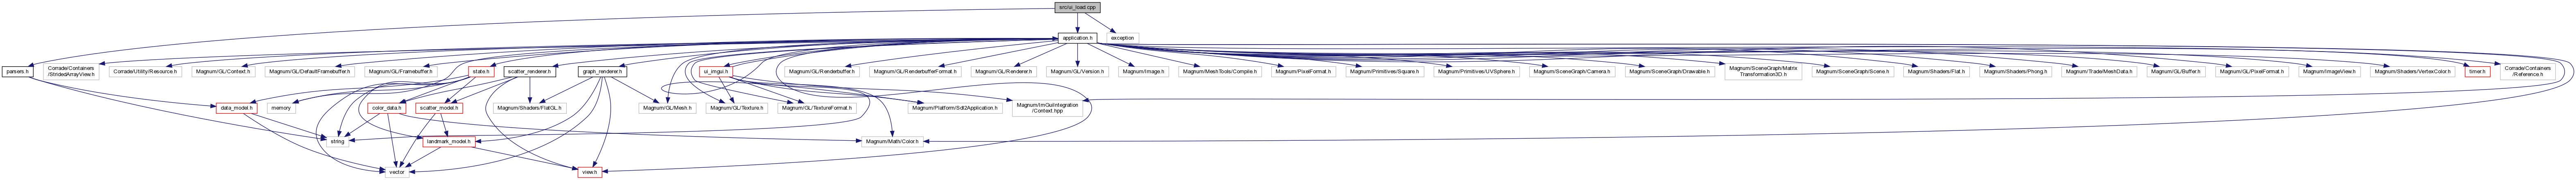 src/ui_load.cpp
application.h
exception
parsers.h
Corrade/Containers
/StridedArrayView.h
Corrade/Utility/Resource.h
Magnum/GL/Context.h
Magnum/GL/DefaultFramebuffer.h
Magnum/GL/Framebuffer.h
state.h
scatter_renderer.h
graph_renderer.h
ui_imgui.h
Magnum/GL/Renderbuffer.h
Magnum/GL/RenderbufferFormat.h
Magnum/GL/Renderer.h
Magnum/GL/Version.h
Magnum/Image.h
Magnum/MeshTools/Compile.h
Magnum/PixelFormat.h
Magnum/Primitives/Square.h
Magnum/Primitives/UVSphere.h
Magnum/SceneGraph/Camera.h
Magnum/SceneGraph/Drawable.h
Magnum/SceneGraph/Matrix
Transformation3D.h
Magnum/SceneGraph/Scene.h
Magnum/Shaders/Flat.h
Magnum/Shaders/Phong.h
Magnum/Trade/MeshData.h
Magnum/GL/Buffer.h
Magnum/GL/PixelFormat.h
Magnum/ImageView.h
Magnum/Shaders/VertexColor.h
timer.h
Corrade/Containers
/Reference.h
data_model.h
memory
color_data.h
scatter_model.h
Magnum/Shaders/FlatGL.h
Magnum/GL/Mesh.h
Magnum/GL/Texture.h
Magnum/GL/TextureFormat.h
Magnum/Platform/Sdl2Application.h
Magnum/ImGuiIntegration
/Context.hpp
string
landmark_model.h
Magnum/Math/Color.h
vector
view.h